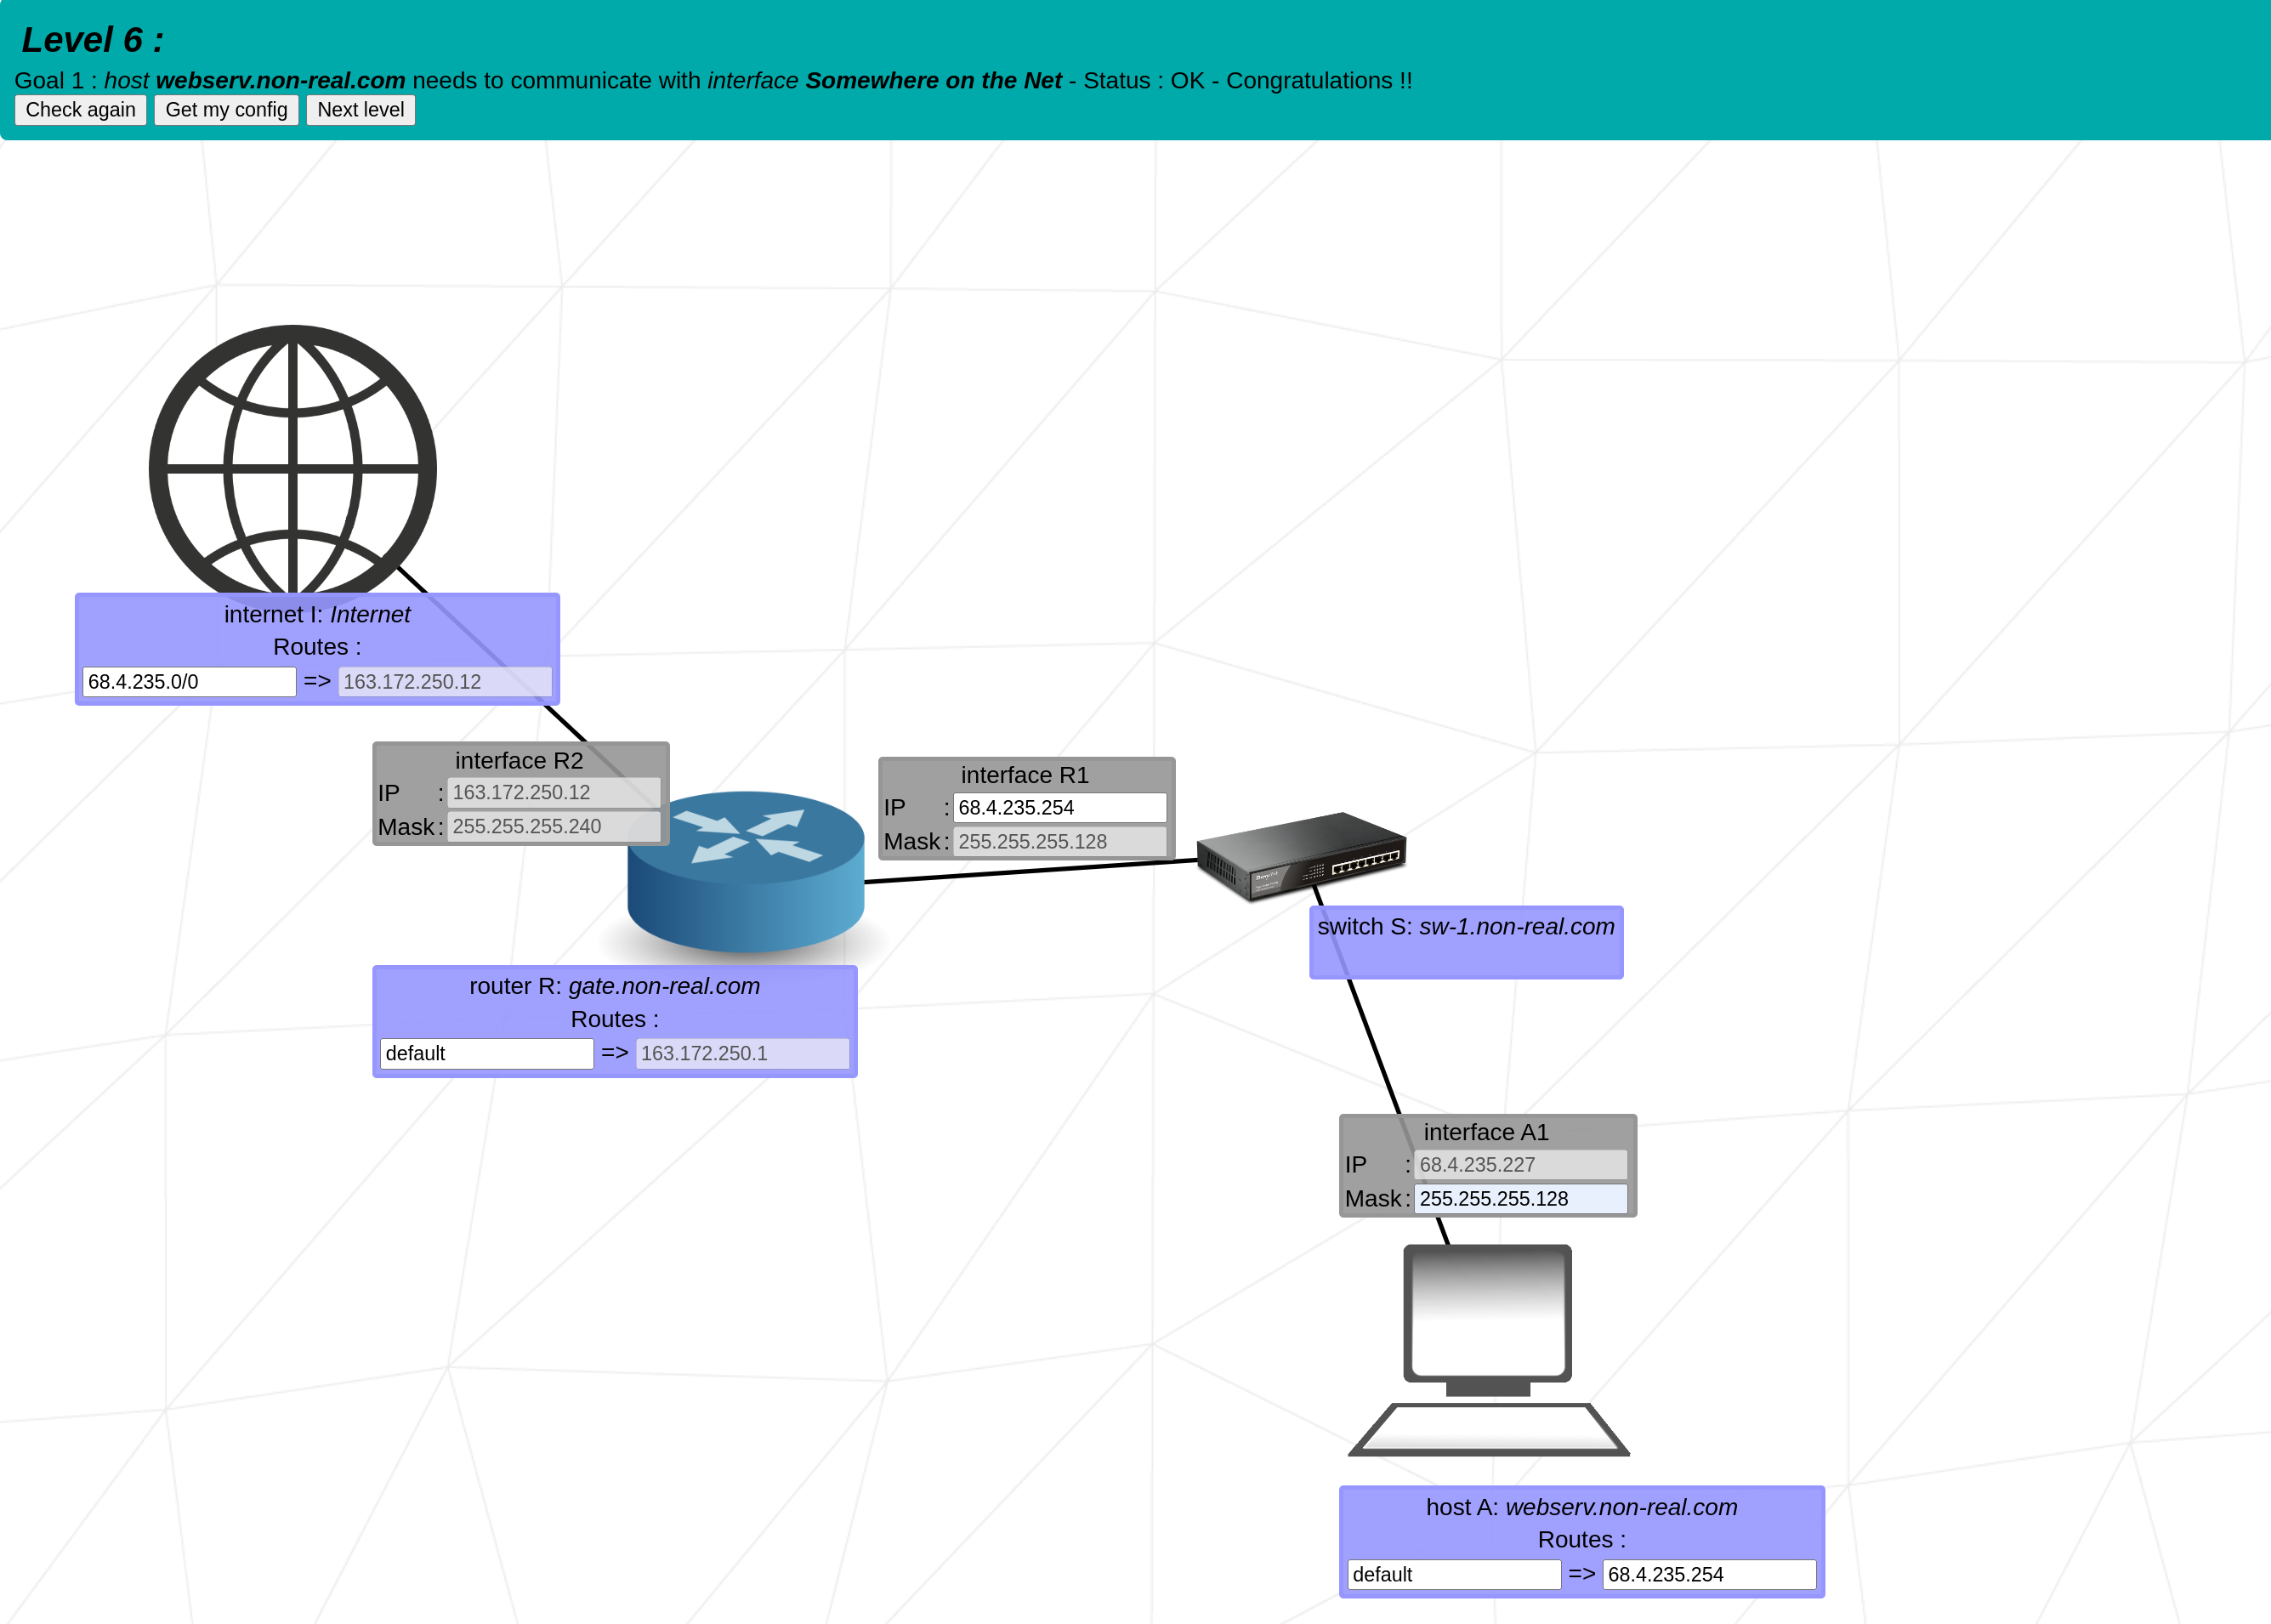 Level 6 :
Goal 1 : host webserv.non-real.com needs to communicate with interface Somewhere on the Net - Status : OK - Congratulations !!
Check again Get my config Next level
internet I: Internet
Routes :
68.4.235.0/0 => 163.172.250.12
interface R2
IP : 163.172.250.12
Mask : 255.255.255.240
interface R1
IP : 68.4.235.254
Mask : 255.255.255.128
switch S: sw-1.non-real.com
router R: gate.non-real.com
Routes :
default => 163.172.250.1
interface A1
IP : 68.4.235.227
Mask : 255.255.255.128
host A: webserv.non-real.com
Routes :
default => 68.4.235.254